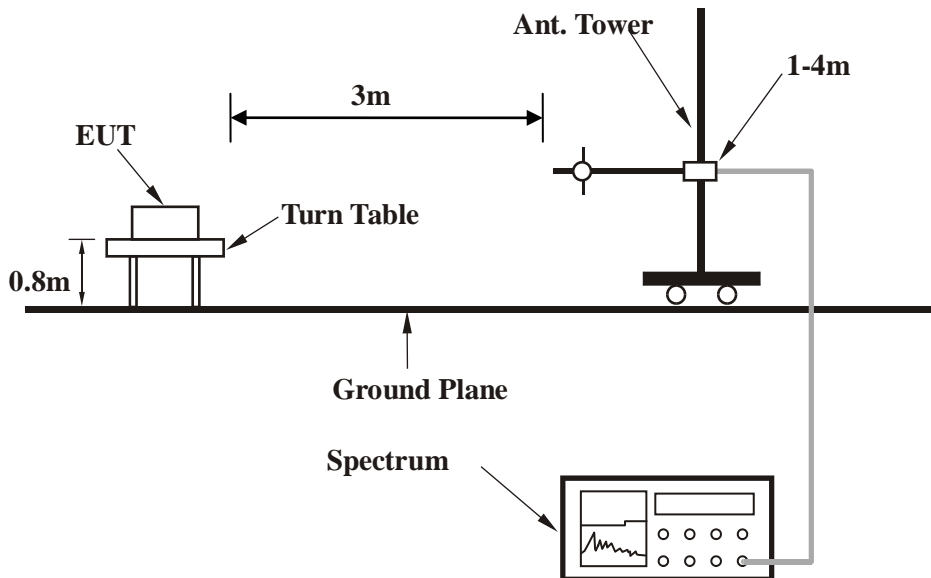 Ant. Tower
1-4m
3m
EUT
Turn Table
0.8m
Ground Plane
Spectrum